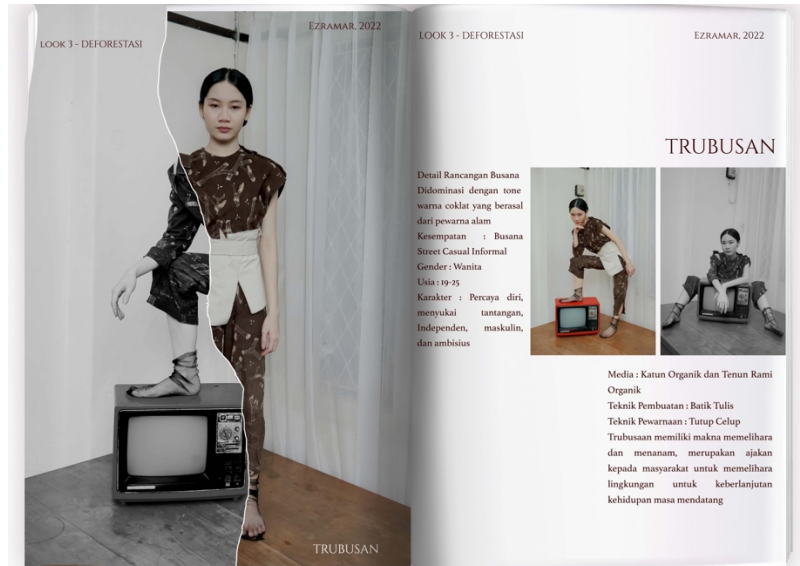 LOOK 3 - DEFORESTASI
EZRAMAR, 2022
TRUBUSAN
LOOK 3 - DEFORESTASI
EZRAMAR, 2022
TRUBUSAN
Detail Rancangan Busana
Didominasi dengan tone
warna coklat yang berasal
dari pewarna alam
Kesempatan : Busana
Street Casual Informal
Gender : Wanita
Usia : 19-25
Karakter : Percaya diri,
menyukai tantangan,
Independen, maskulin,
dan ambisius
Media : Katun Organik dan Tenun Rami
Organik
Teknik Pembuatan : Batik Tulis
Teknik Pewarnaan : Tutup Celup
Trubusaan memiliki makna memelihara
dan menanam, merupakan ajakan
kepada masyarakat untuk memelihara
lingkungan untuk keberlanjutan
kehidupan masa mendatang